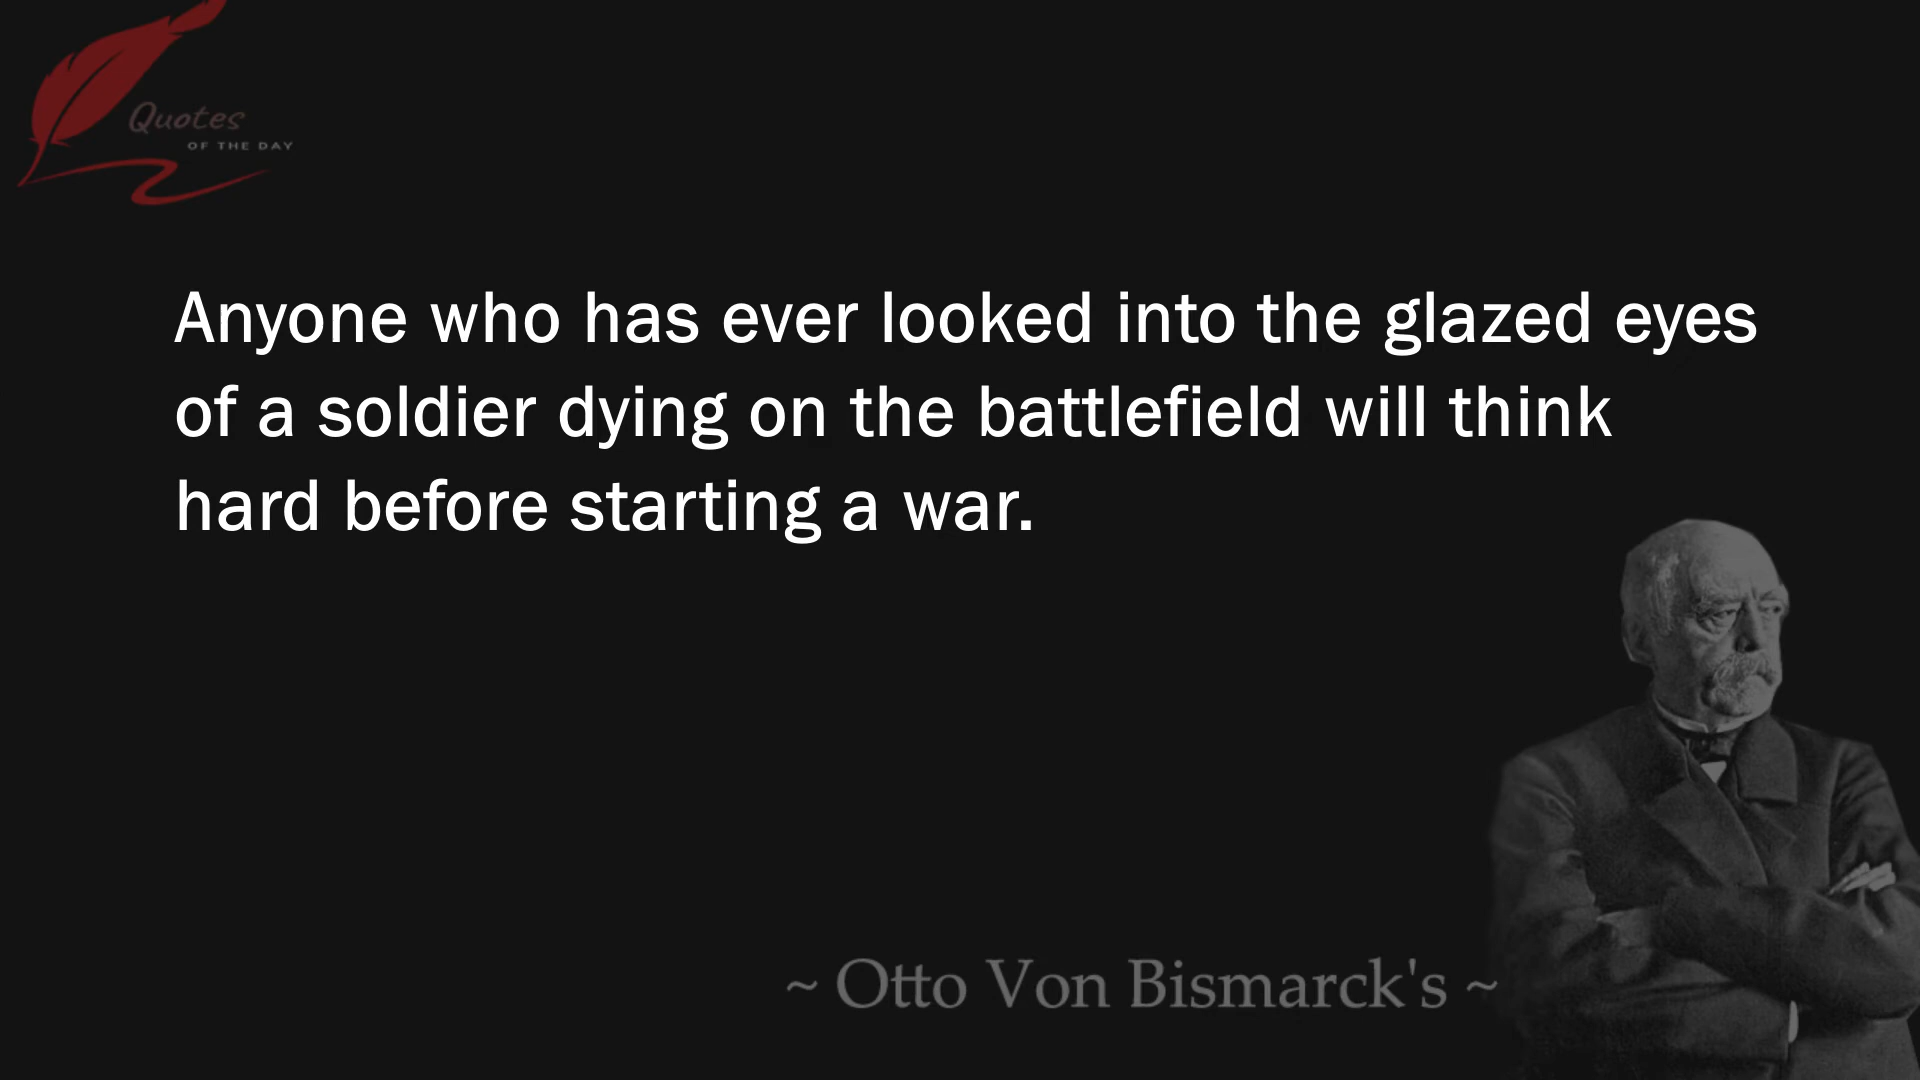 Quotes
OF THE DAY
Anyone who has ever looked into the glazed eyes
of a soldier dying on the battlefield will think
hard before starting a war.
~ Otto Von Bismarck's ~